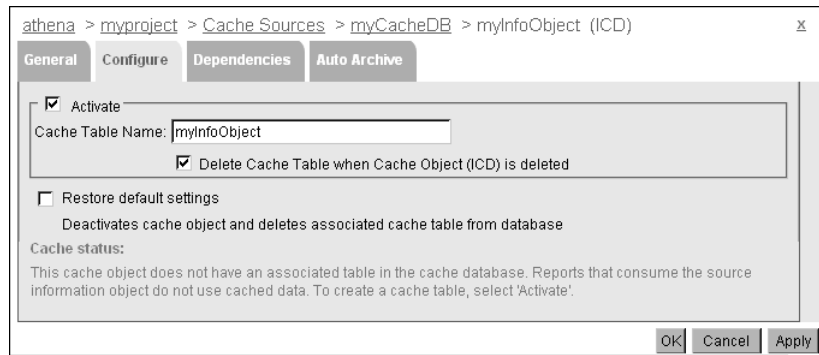 athena > myproject > Cache Sources > myCacheDB > myInfoObject (ICD) x
General Configure Dependencies Auto Archive
Activate
Cache Table Name: myInfoObject
Delete Cache Table when Cache Object (ICD) is deleted
Restore default settings
Deactivates cache object and deletes associated cache table from database
Cache status:
This cache object does not have an associated table in the cache database. Reports that consume the source
information object do not use cached data. To create a cache table, select 'Activate'.
OK Cancel Apply